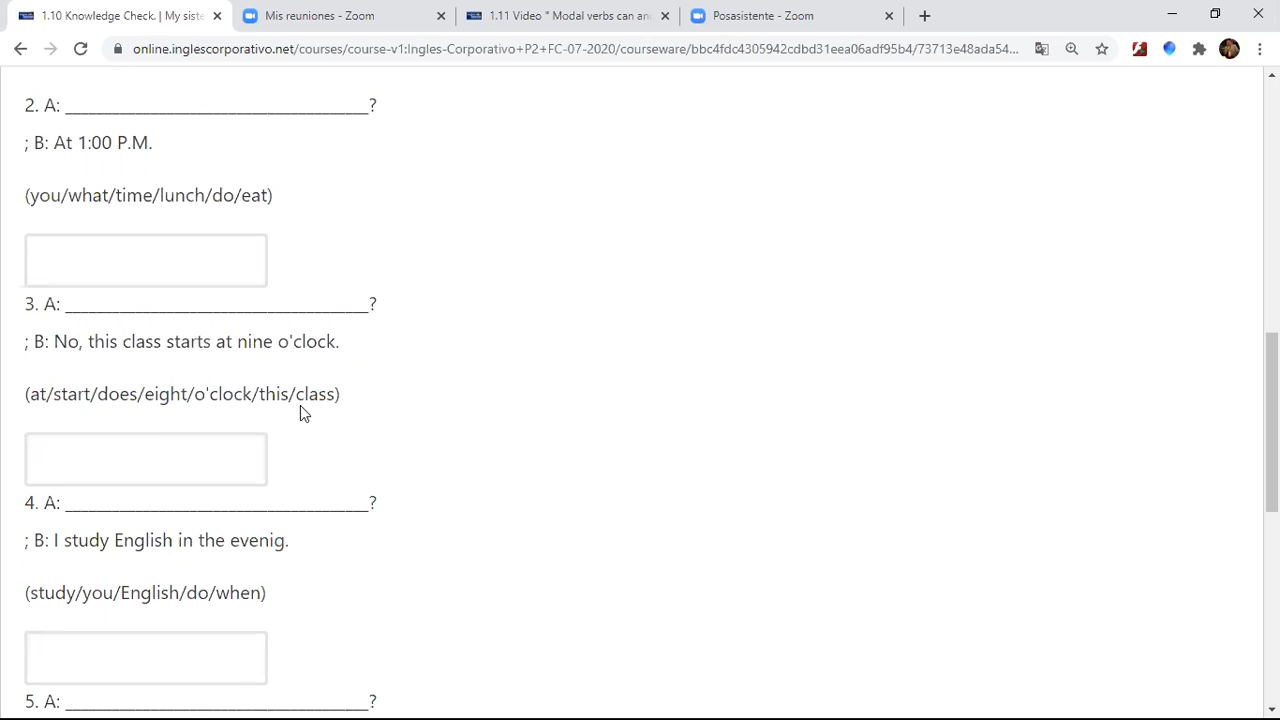 1.10 Knowledge Check. | My siste
Mis reuniones - Zoom
1.11 Video " Modal verbs can an
Posasistente - Zoom
online.inglescorporativo.net/courses/course-v1:Ingles-Corporativo+P2+FC-07-2020/courseware/bbc4fdc4305942cdbd31eea06adf95b4/73713e48ada54...
2. A: ___________________________________?
; B: At 1:00 P.M.
(you/what/time/lunch/do/eat)
3. A: ___________________________________?
; B: No, this class starts at nine o'clock.
(at/start/does/eight/o'clock/this/class)
4. A: ___________________________________?
; B: I study English in the evenig.
(study/you/English/do/when)
5. A: ___________________________________?